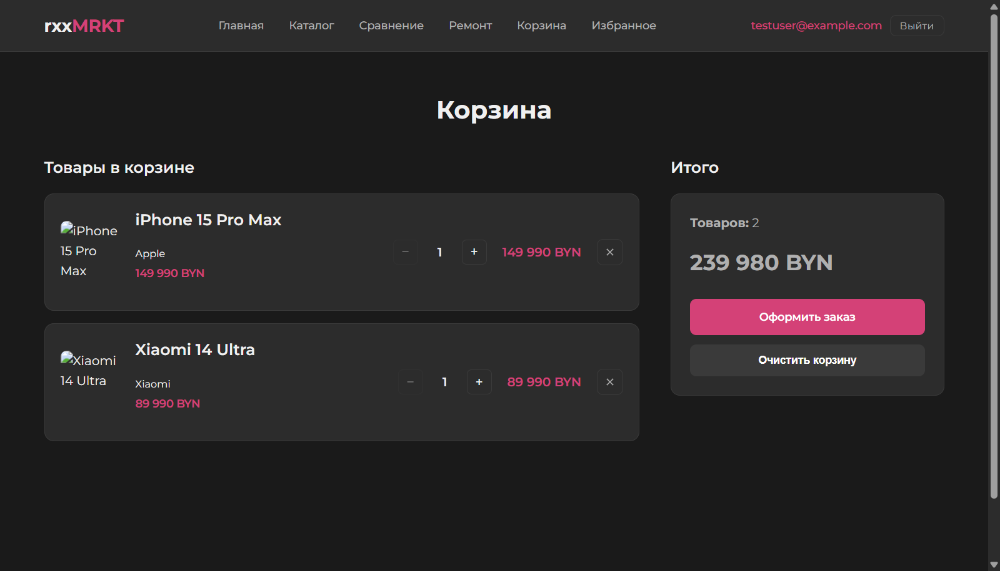 rxxMRKT
Главная Каталог Сравнение Ремонт Корзина Избранное
testuser@example.com Выйти
Корзина
Товары в корзине
iPhone
15 Pro
Max
iPhone 15 Pro Max
Apple
149 990 BYN
− 1 + 149 990 BYN ×
Xiaomi
14 Ultra
Xiaomi 14 Ultra
Xiaomi
89 990 BYN
− 1 + 89 990 BYN ×
Итого
Товаров: 2
239 980 BYN
Оформить заказ
Очистить корзину